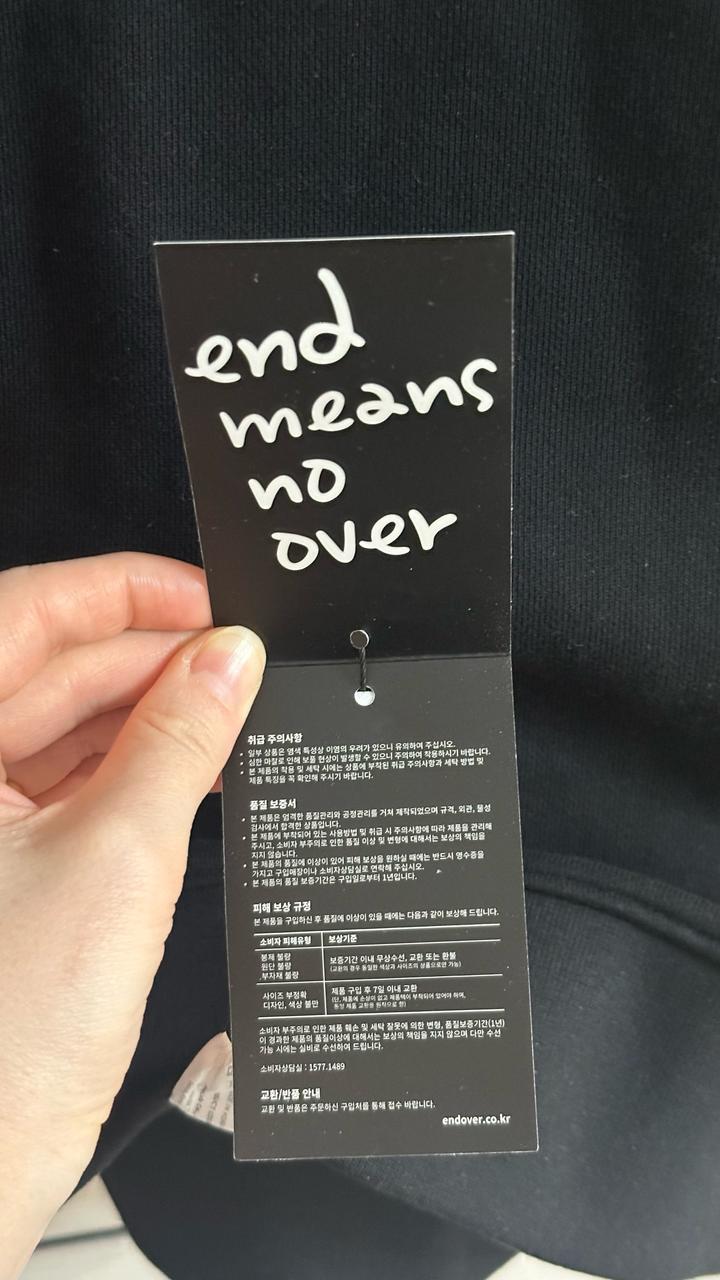 end
means
no
over
취급 주의사항
• 일부 상품은 염색 특성상 이염의 우려가 있으니 유의하여 주십시오.
• 심한 마찰로 인해 보풀 현상이 발생할 수 있으니 주의하여 착용하시기 바랍니다.
• 본 제품의 착용 및 세탁 시에는 상품에 부착된 취급 주의사항과 세탁 방법 및
제품 특징을 꼭 확인해 주시기 바랍니다.
품질 보증서
• 본 제품은 엄격한 품질관리와 공정관리를 거쳐 제작되었으며 규격, 외관, 물성
검사에서 합격한 상품입니다.
• 본 제품에 부착되어 있는 사용방법 및 취급 시 주의사항에 따라 제품을 관리해
주시고, 소비자 부주의로 인한 품질 이상 및 변형에 대해서는 보상의 책임을
지지 않습니다.
• 본 제품의 품질에 이상이 있어 피해 보상을 원하실 때에는 반드시 영수증을
가지고 구입매장이나 소비자상담실로 연락해 주십시오.
• 본 제품의 품질 보증기간은 구입일로부터 1년입니다.
피해 보상 규정
본 제품을 구입하신 후 품질에 이상이 있을 때에는 다음과 같이 보상해 드립니다.
소비자 피해유형 보상기준
봉제 불량
원단 불량
부자재 불량
보증기간 이내 무상수선, 교환 또는 환불
(교환의 경우 동일한 색상과 사이즈의 상품으로만 가능)
사이즈 부정확
디자인, 색상 불만
제품 구입 후 7일 이내 교환
(단, 제품에 손상이 없고 제품택이 부착되어 있어야 하며,
동정 제품 교환을 원칙으로 한)
소비자 부주의로 인한 제품 훼손 및 세탁 잘못에 의한 변형, 품질보증기간(1년)
이 경과한 제품의 품질이상에 대해서는 보상의 책임을 지지 않으며 다만 수선
가능 시에는 실비로 수선하여 드립니다.
소비자상담실 : 1577.1489
교환/반품 안내
교환 및 반품은 주문하신 구입처를 통해 접수 바랍니다.
endover.co.kr